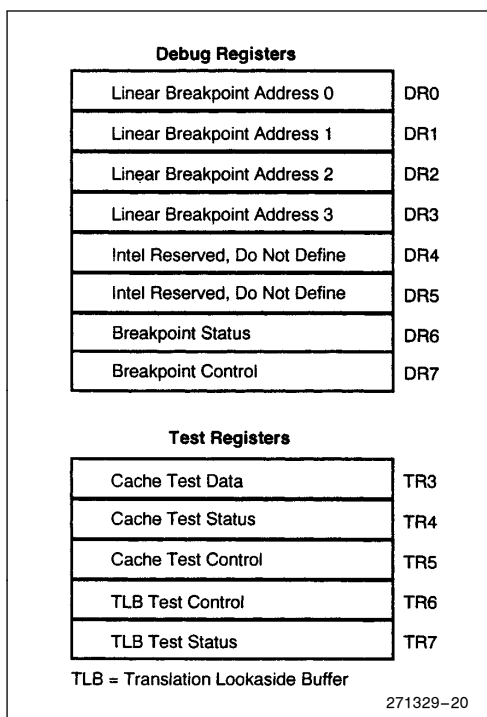 Debug Registers
Linear Breakpoint Address 0 DR0
Linear Breakpoint Address 1 DR1
Linear Breakpoint Address 2 DR2
Linear Breakpoint Address 3 DR3
Intel Reserved, Do Not Define DR4
Intel Reserved, Do Not Define DR5
Breakpoint Status DR6
Breakpoint Control DR7
Test Registers
Cache Test Data TR3
Cache Test Status TR4
Cache Test Control TR5
TLB Test Control TR6
TLB Test Status TR7
TLB = Translation Lookaside Buffer
271329–20